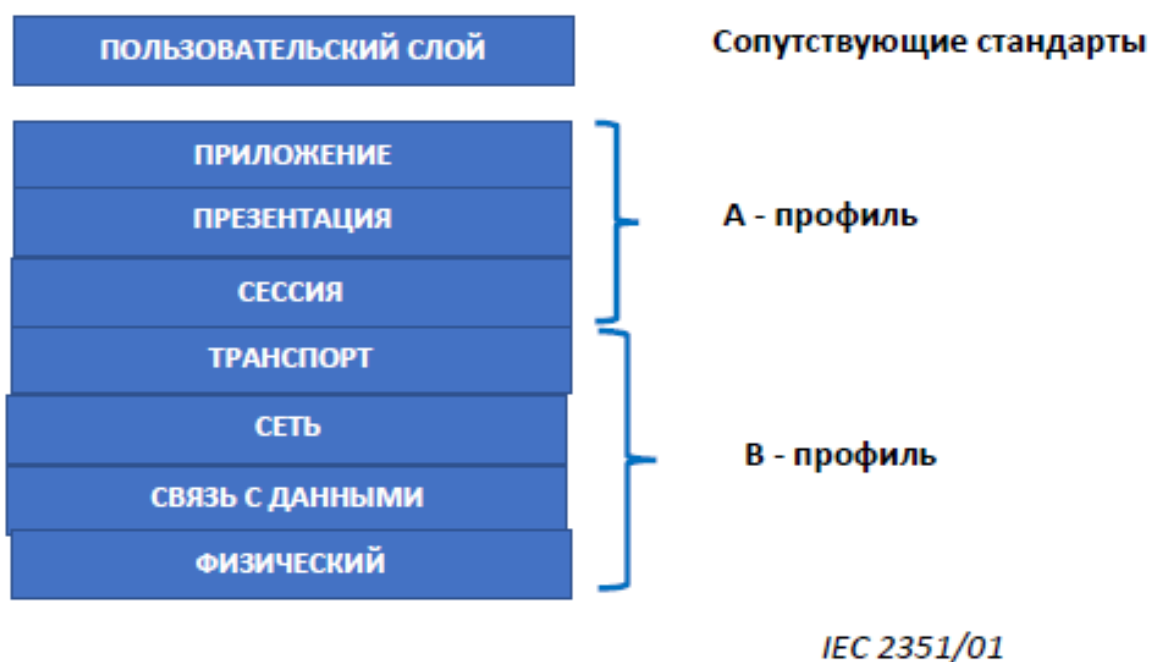 ПОЛЬЗОВАТЕЛЬСКИЙ СЛОЙ
Сопутствующие стандарты
ПРИЛОЖЕНИЕ
ПРЕЗЕНТАЦИЯ
А - профиль
СЕССИЯ
ТРАНСПОРТ
СЕТЬ
В - профиль
СВЯЗЬ С ДАННЫМИ
ФИЗИЧЕСКИЙ
IEC 2351/01